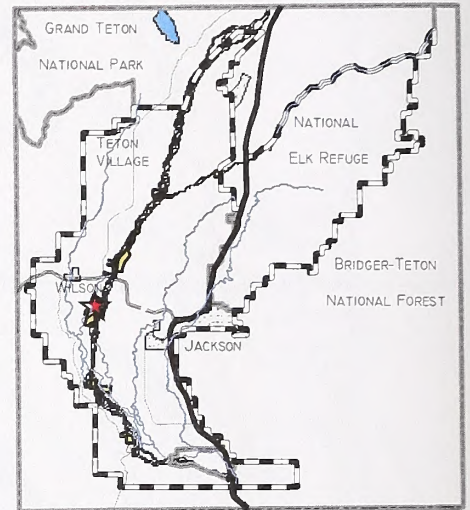 GRAND TETON
NATIONAL PARK
TETON
VILLAGE
NATIONAL
ELK REFUGE
BRIDGER-TETON
NATIONAL FOREST
WILSON
JACKSON